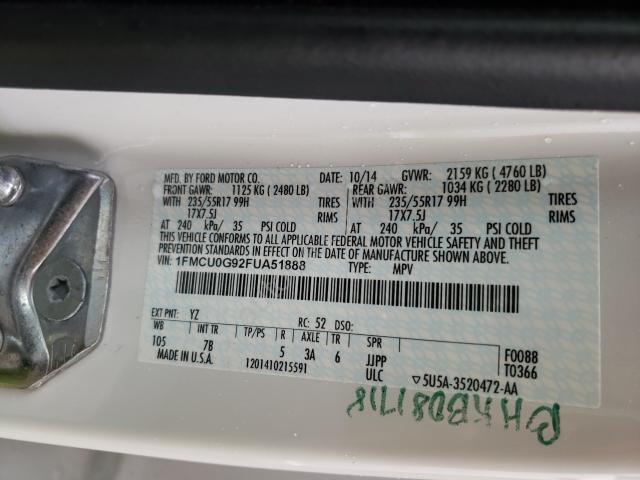 MFD. BY FORD MOTOR CO. DATE: 10/14 GVWR: 2159 KG (4760 LB)
FRONT GAWR: 1125 KG (2480 LB) REAR GAWR: 1034 KG (2280 LB)
WITH 235/55R17 99H TIRES WITH 235/55R17 99H TIRES
17X7.5J RIMS 17X7.5J RIMS
AT 240 kPa/ 35 PSI COLD AT 240 kPa/ 35 PSI COLD
THIS VEHICLE CONFORMS TO ALL APPLICABLE FEDERAL MOTOR VEHICLE SAFETY AND THEFT
PREVENTION STANDARDS IN EFFECT ON THE DATE OF MANUFACTURE SHOWN ABOVE.
VIN: 1FMCU0G92FUA51888 TYPE: MPV
EXT PNT: YZ RC: 52 DSO:
WB INT TR TP/PS R AXLE TR SPR F0088
105 7B 5 3A 6 JJPP T0366
MADE IN U.S.A. 1201410215591 ULC ▽5U5A-3520472-AA